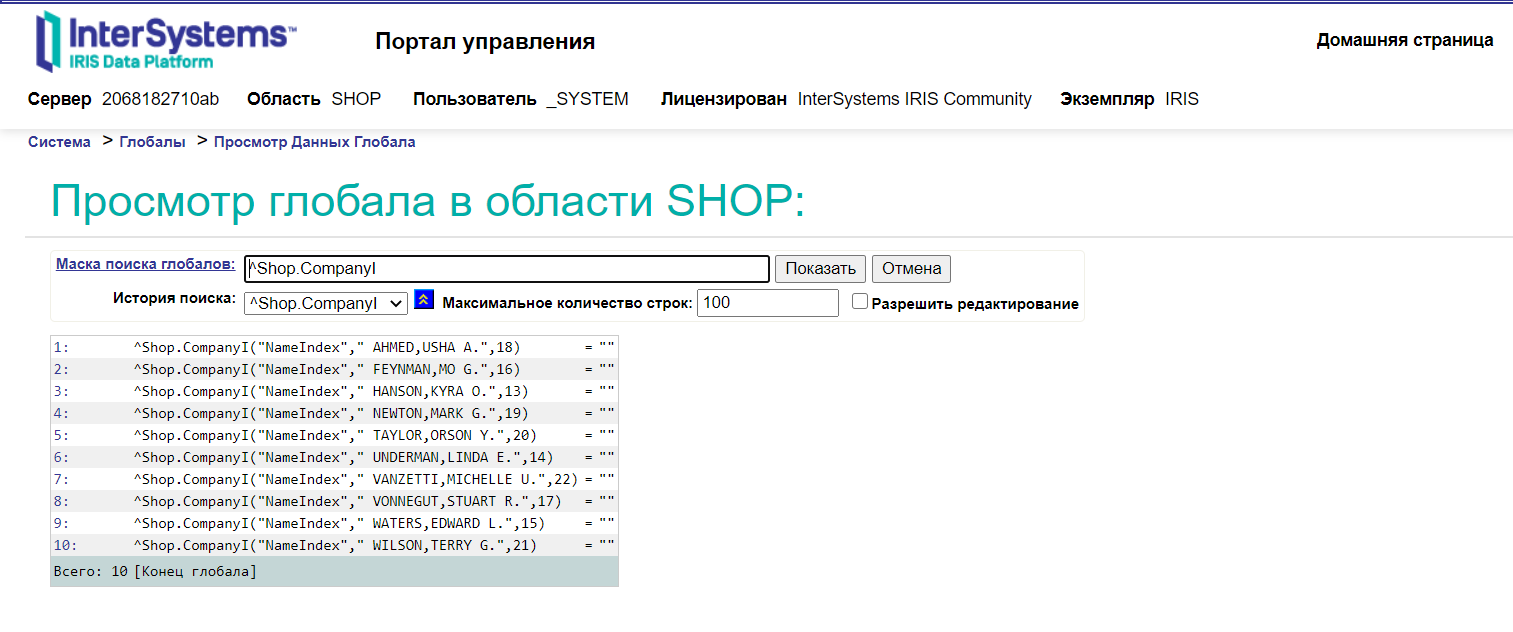 InterSystems™
IRIS Data Platform
Портал управления
Домашняя страница
Сервер 2068182710ab Область SHOP Пользователь _SYSTEM Лицензирован InterSystems IRIS Community Экземпляр IRIS
Система > Глобалы > Просмотр Данных Глобала
Просмотр глобала в области SHOP:
Маска поиска глобалов: ^Shop.CompanyI Показать Отмена
История поиска: ^Shop.CompanyI Максимальное количество строк: 100 Разрешить редактирование
1: ^Shop.CompanyI("NameIndex"," AHMED,USHA A.",18) = ""
2: ^Shop.CompanyI("NameIndex"," FEYNMAN,MO G.",16) = ""
3: ^Shop.CompanyI("NameIndex"," HANSON,KYRA O.",13) = ""
4: ^Shop.CompanyI("NameIndex"," NEWTON,MARK G.",19) = ""
5: ^Shop.CompanyI("NameIndex"," TAYLOR,ORSON Y.",20) = ""
6: ^Shop.CompanyI("NameIndex"," UNDERMAN,LINDA E.",14) = ""
7: ^Shop.CompanyI("NameIndex"," VANZETTI,MICHELLE U.",22) = ""
8: ^Shop.CompanyI("NameIndex"," VONNEGUT,STUART R.",17) = ""
9: ^Shop.CompanyI("NameIndex"," WATERS,EDWARD L.",15) = ""
10: ^Shop.CompanyI("NameIndex"," WILSON,TERRY G.",21) = ""
Всего: 10 [Конец глобала]